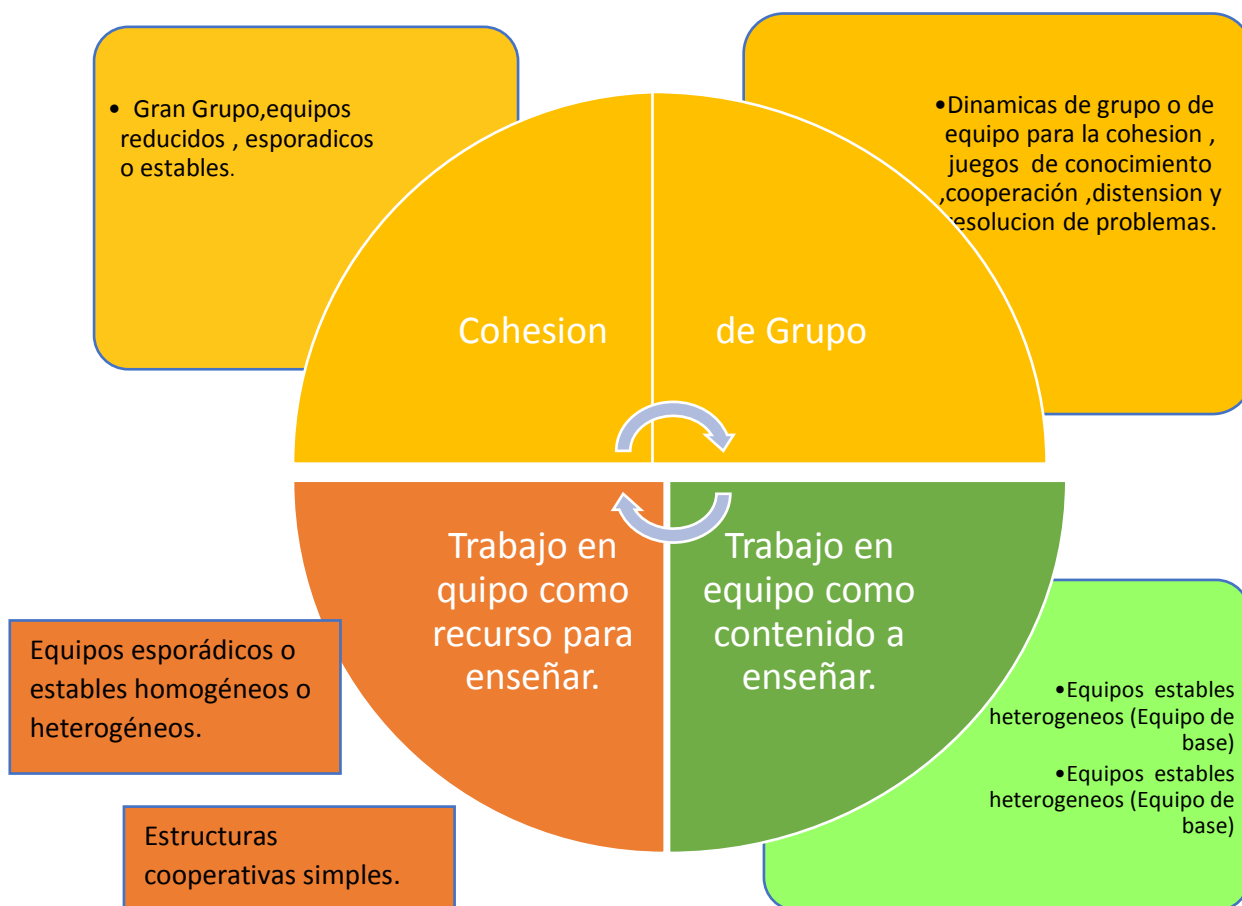 • Gran Grupo,equipos
reducidos , esporadicos
o estables.
•Dinamicas de grupo o de
equipo para la cohesion ,
juegos de conocimiento
,cooperación ,distension y
resolucion de problemas.
Cohesion
de Grupo
Trabajo en
quipo como
recurso para
enseñar.
Trabajo en
equipo como
contenido a
enseñar.
Equipos esporádicos o
estables homogéneos o
heterogéneos.
Estructuras
cooperativas simples.
•Equipos estables
heterogeneos (Equipo de
base)
•Equipos estables
heterogeneos (Equipo de
base)